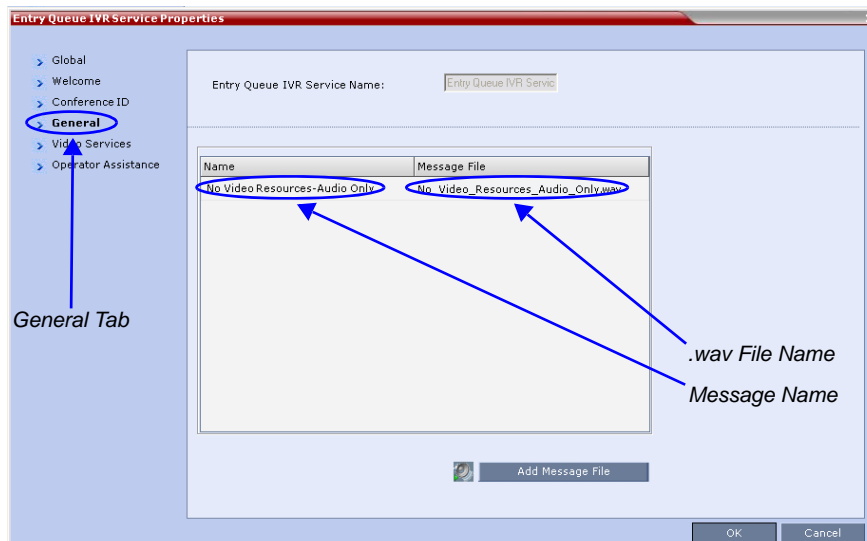 Entry Queue IVR Service Properties
Global
Welcome
Conference ID
General
Video Services
Operator Assistance
Entry Queue IVR Service Name:
Entry Queue IVR Servic
Name
Message File
No Video Resources-Audio Only
No_Video_Resources_Audio_Only.wav
General Tab
.wav File Name
Message Name
Add Message File
OK
Cancel